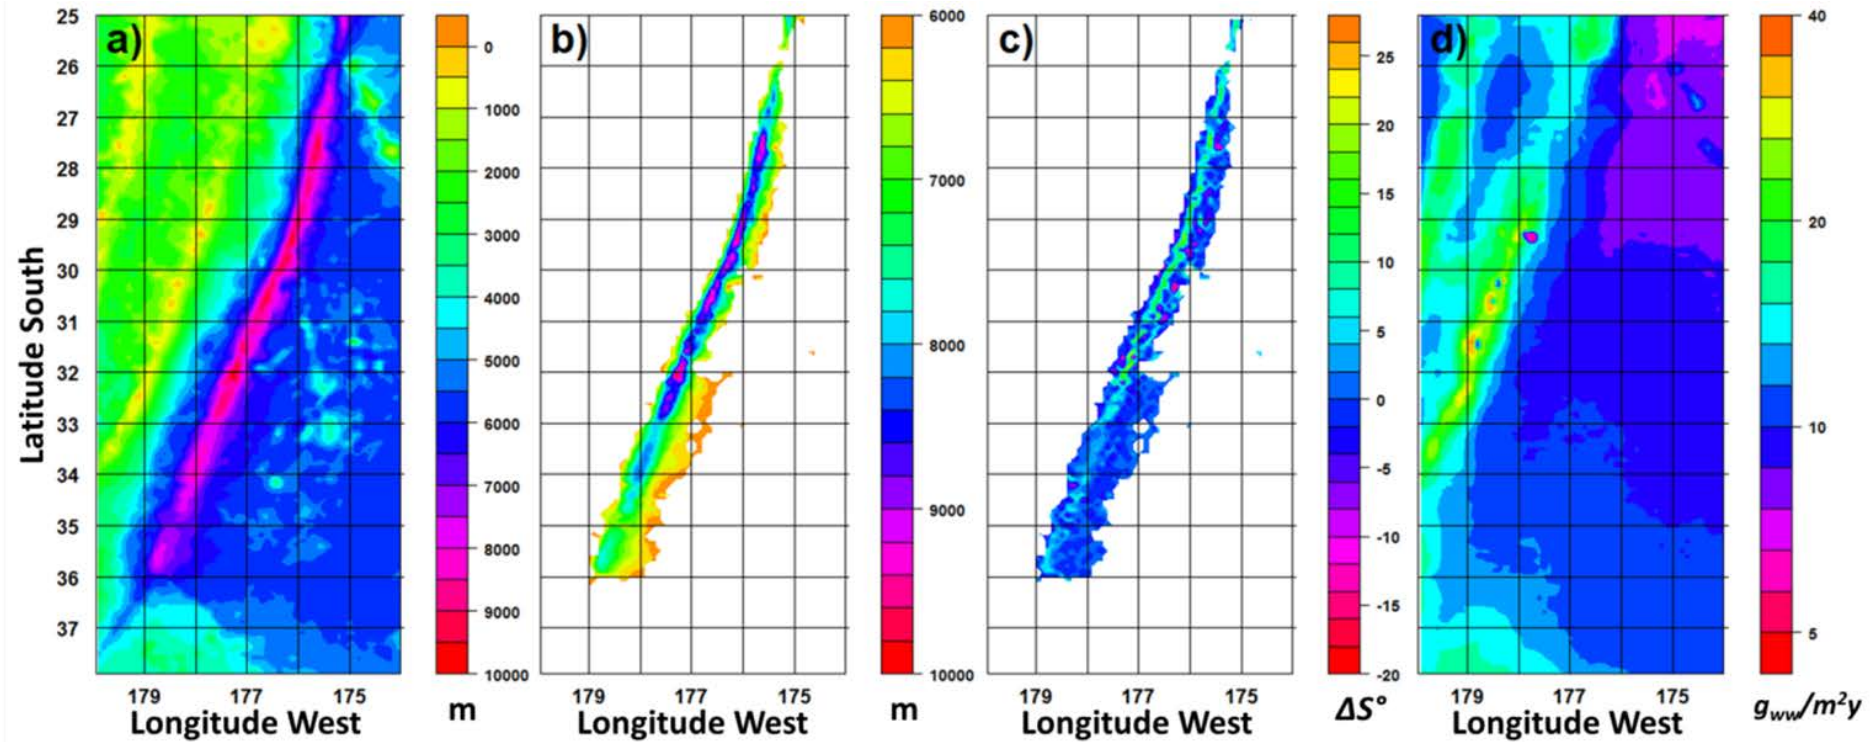 a)
b)
c)
d)
Latitude South
25
26
27
28
29
30
31
32
33
34
35
36
37
179 177 175
Longitude West
0
1000
2000
3000
4000
5000
6000
7000
8000
9000
10000
m
179 177 175
Longitude West
6000
7000
8000
9000
10000
m
179 177 175
Longitude West
25
20
15
10
5
0
-5
-10
-15
-20
ΔS°
179 177 175
Longitude West
40
20
10
5
gww/m²y